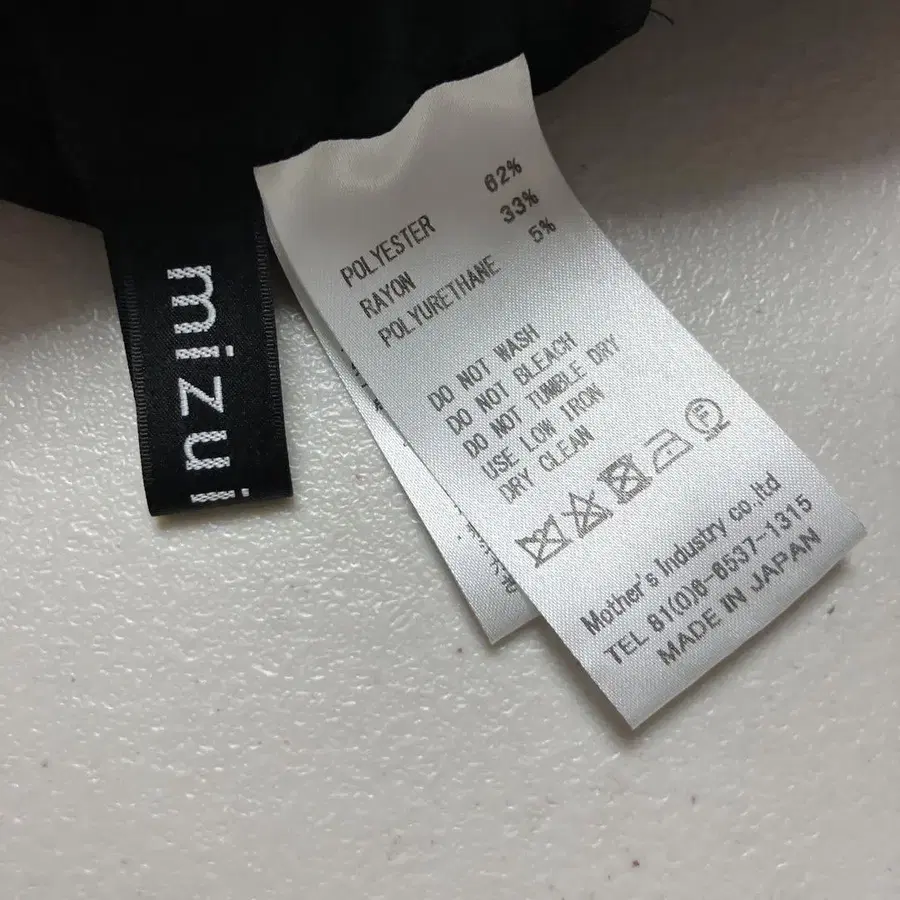 mizui
POLYESTER 62%
RAYON 33%
POLYURETHANE 5%
DO NOT WASH
DO NOT BLEACH
DO NOT TUMBLE DRY
USE LOW IRON
DRY CLEAN
F
Mother's Industry co,ltd
TEL 81(0)6-6537-1315
MADE IN JAPAN